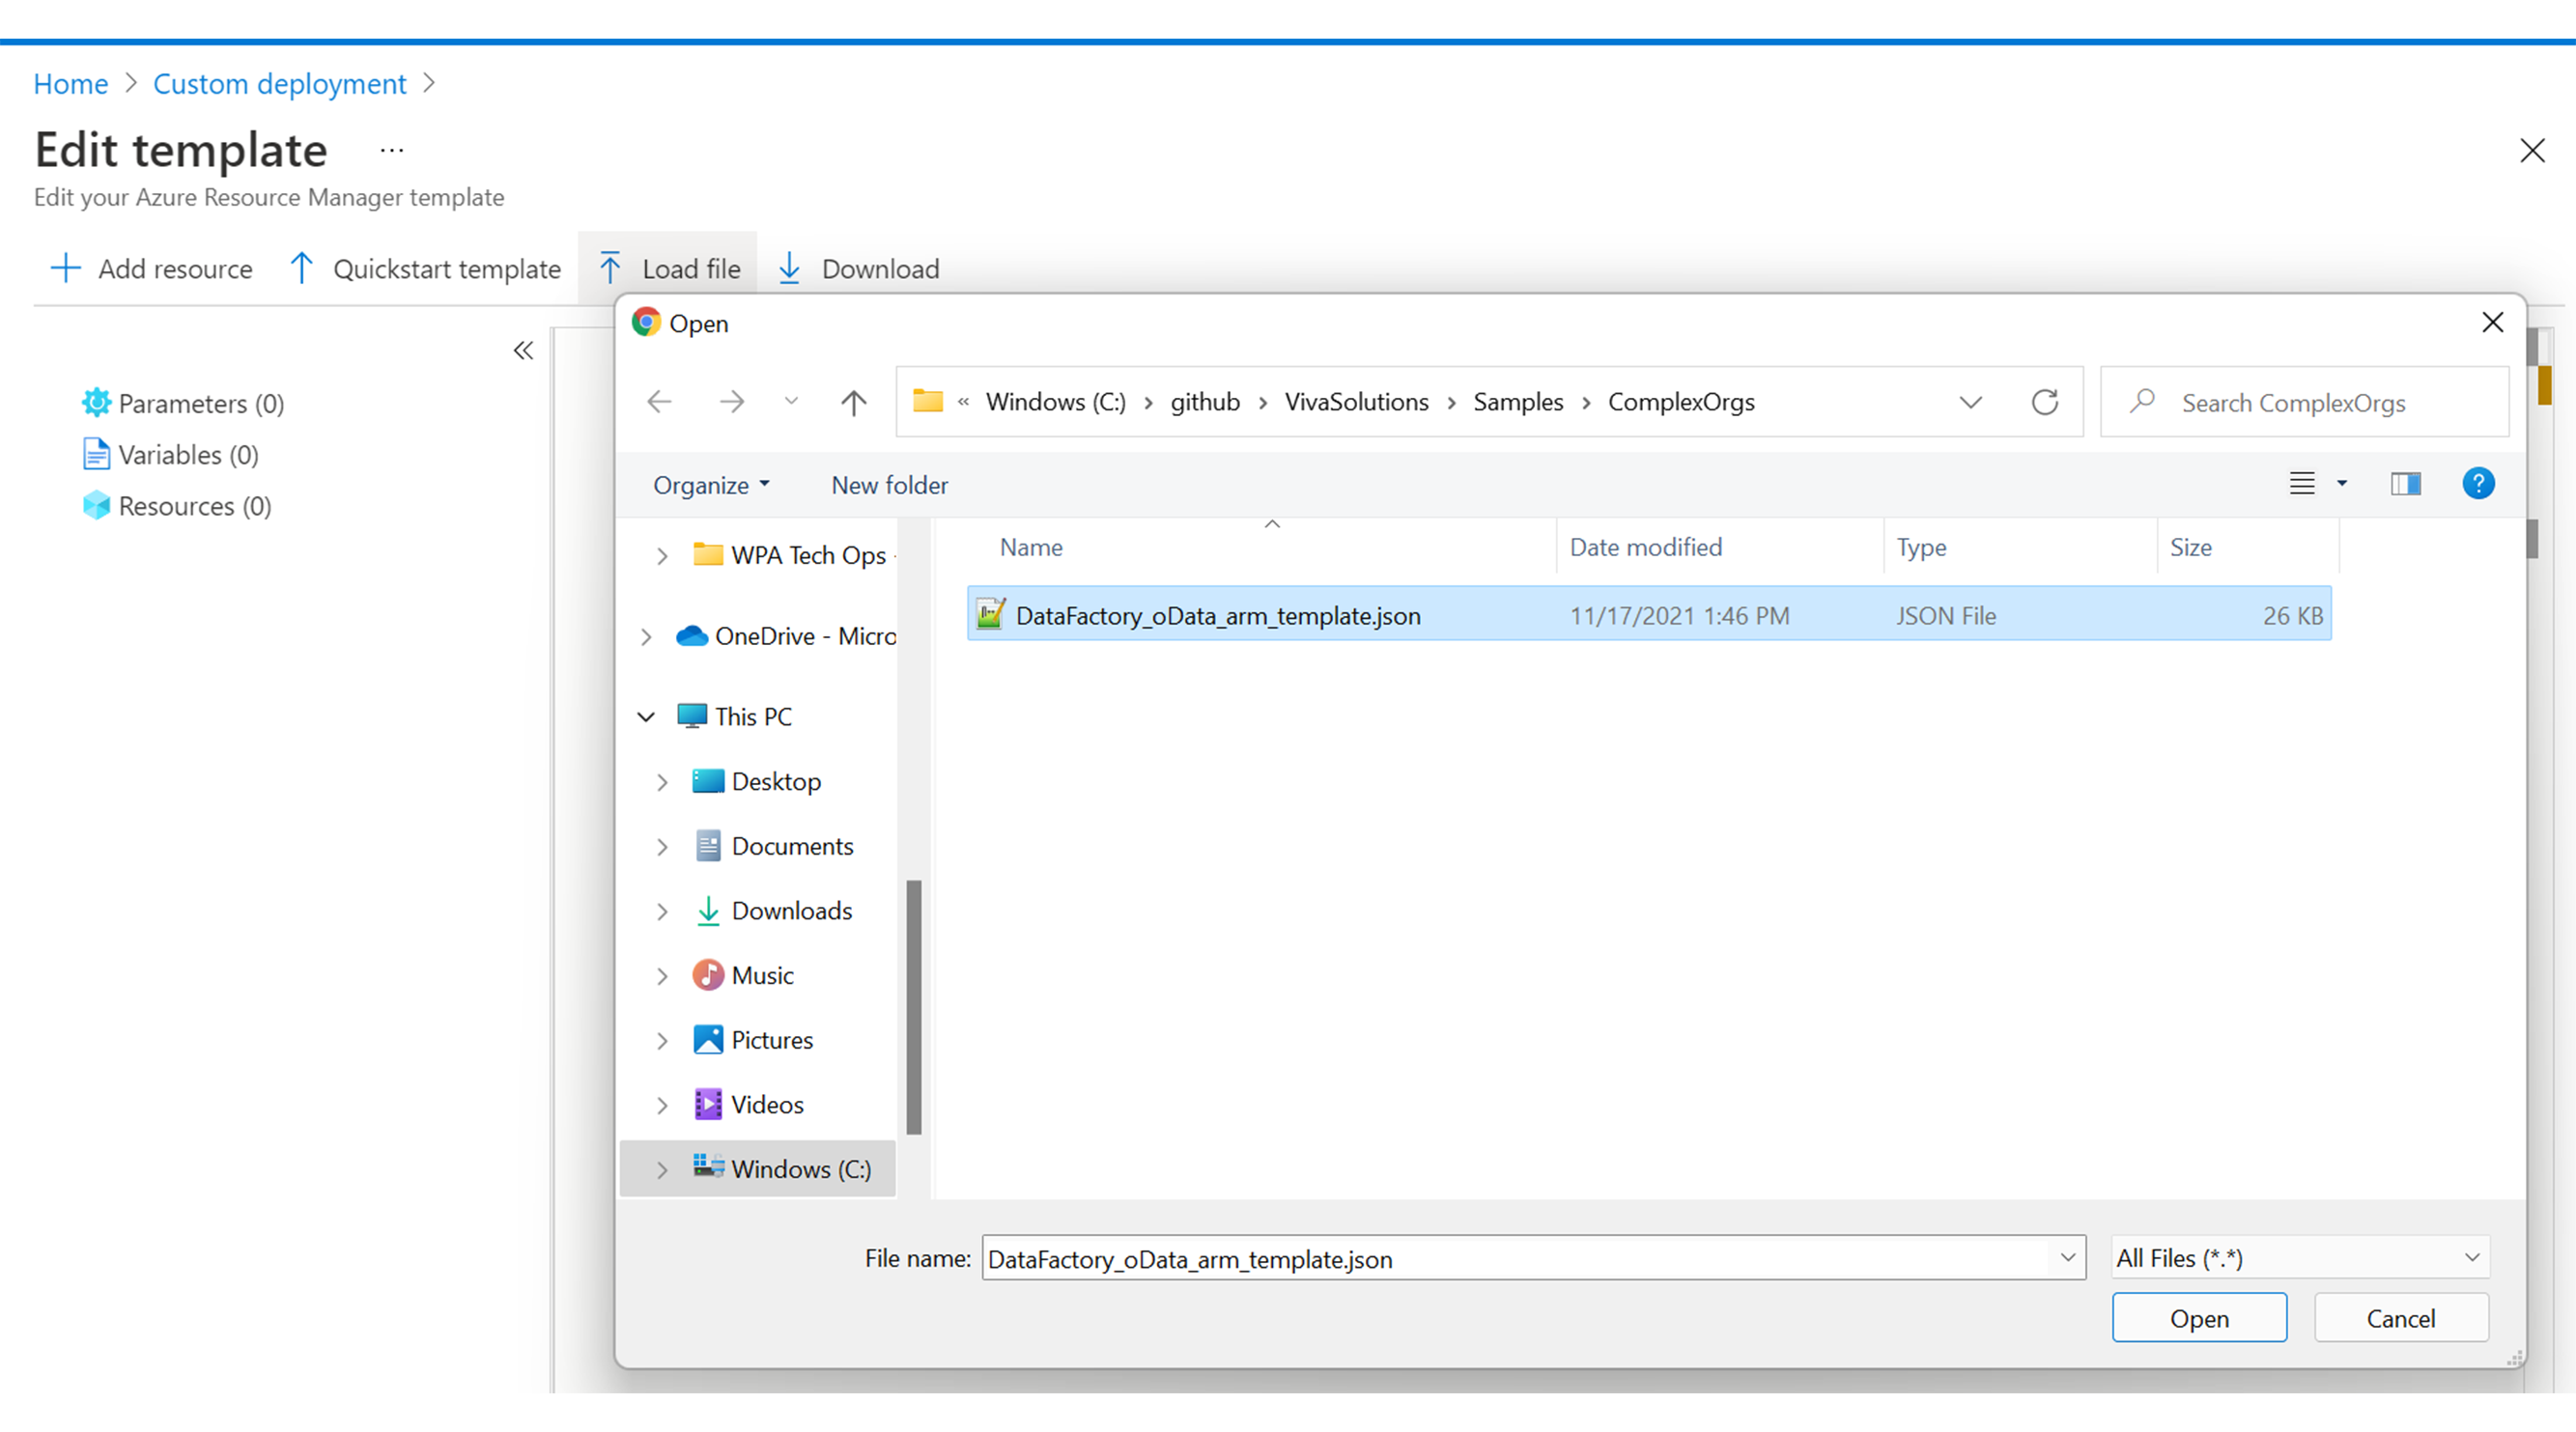 Home > Custom deployment >
Edit template ...
Edit your Azure Resource Manager template
Add resource Quickstart template Load file Download
Parameters (0)
Variables (0)
Resources (0)
Open
« Windows (C:) › github › VivaSolutions › Samples › ComplexOrgs
Search ComplexOrgs
Organize New folder
?
WPA Tech Ops -
OneDrive - Micro
This PC
Desktop
Documents
Downloads
Music
Pictures
Videos
Windows (C:)
Name Date modified Type Size
DataFactory_oData_arm_template.json 11/17/2021 1:46 PM JSON File 26 KB
File name: DataFactory_oData_arm_template.json All Files (*.*)
Open Cancel